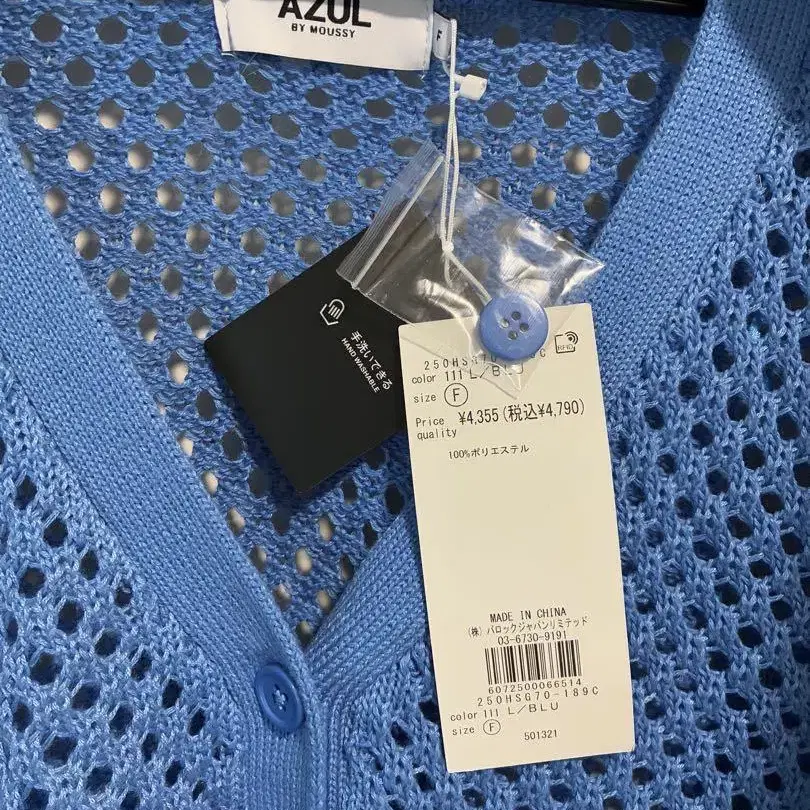 AZUL
BY MOUSSY
F
手洗いできる
HAND WASHABLE
RFID
250HSG70-189C
color 111 L/BLU
size F
Price ¥4,355(税込¥4,790)
quality
100%ポリエステル
MADE IN CHINA
(株)バロックジャパンリミテッド
03-6730-9191
6072500066514
250HSG70-189C
color 111 L/BLU
size F
501321